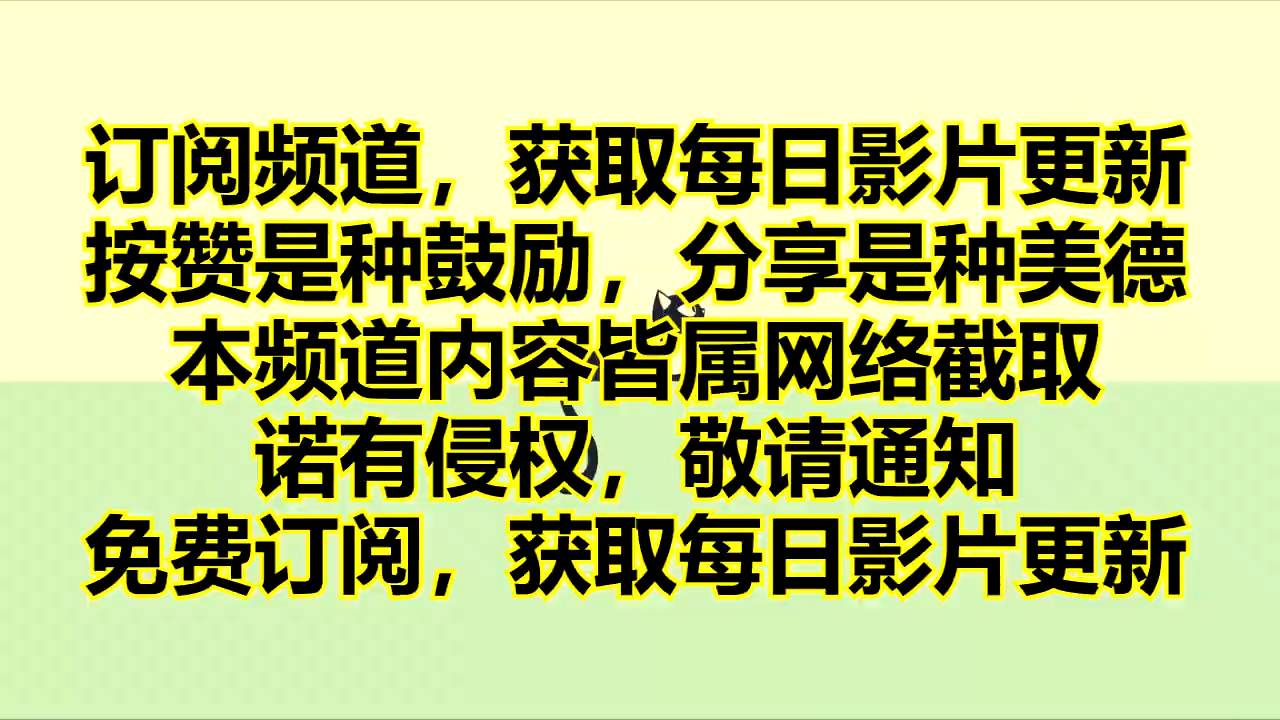 订阅频道，获取每日影片更新
按赞是种鼓励，分享是种美德
本频道内容皆属网络截取
诺有侵权，敬请通知
免费订阅，获取每日影片更新